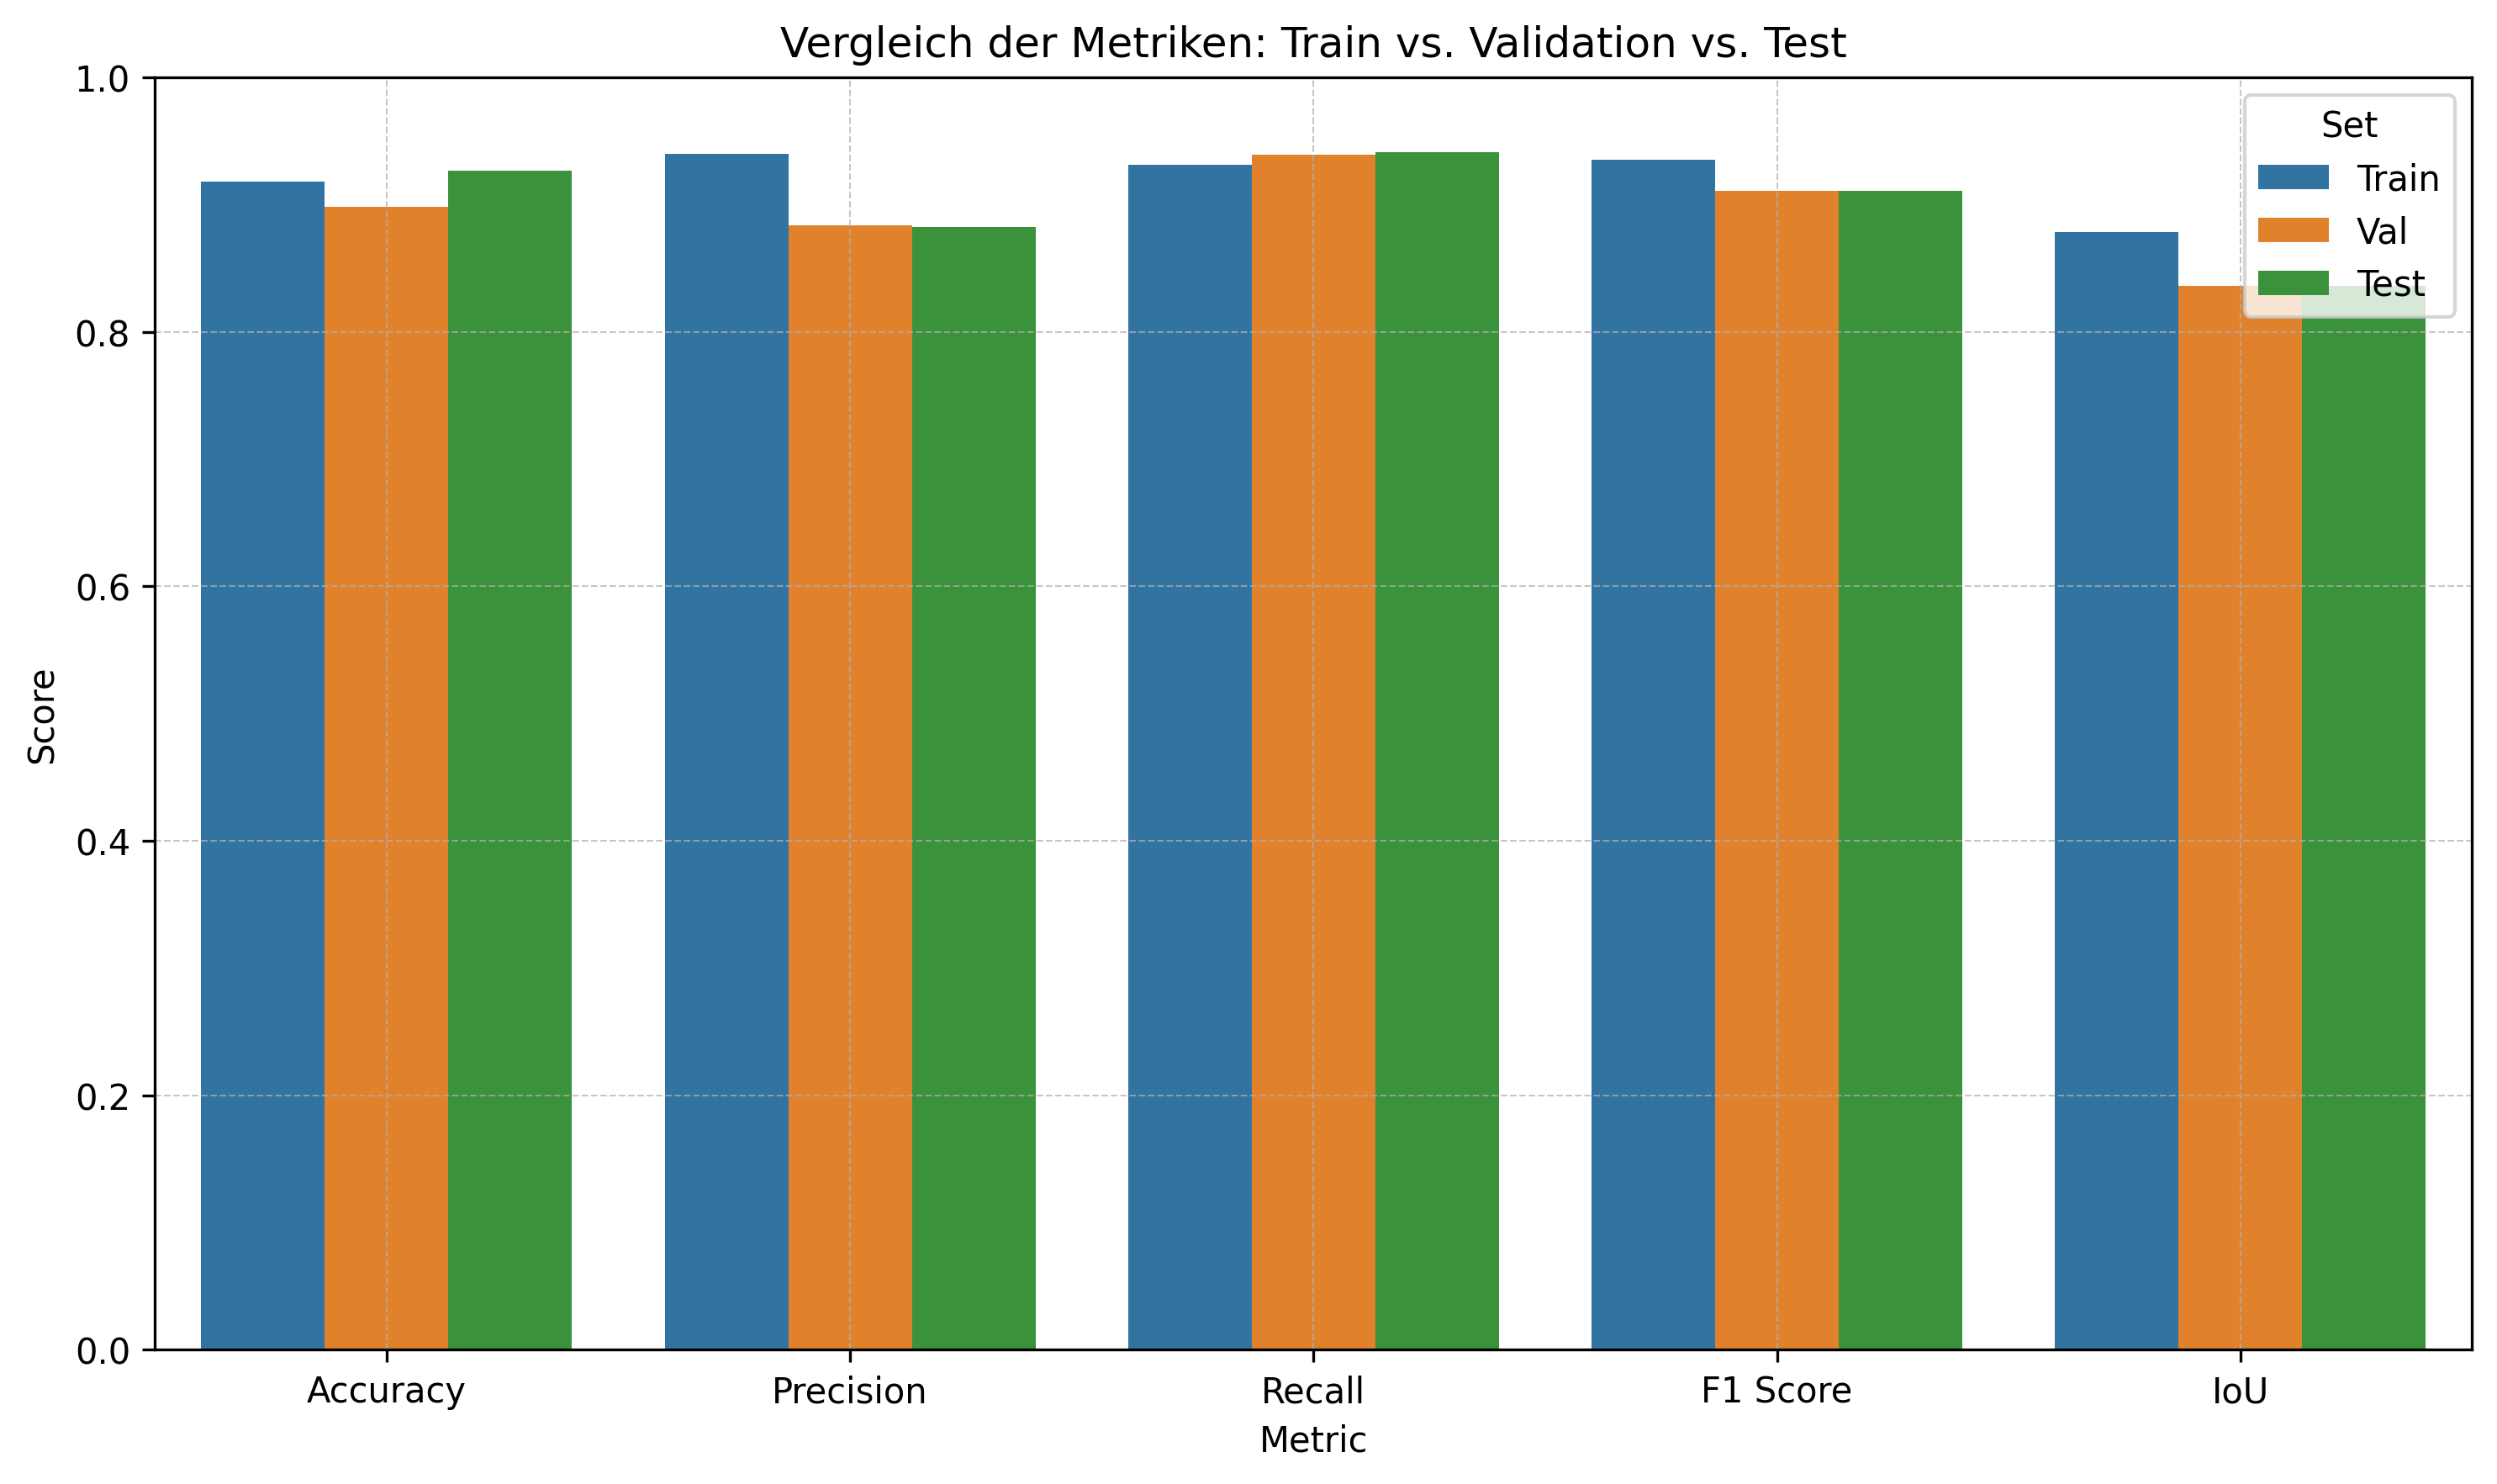 Vergleich der Metriken: Train vs. Validation vs. Test
1.0
0.8
0.6
0.4
0.2
0.0
Score
Set
Train
Val
Test
Accuracy
Precision
Recall
F1 Score
IoU
Metric